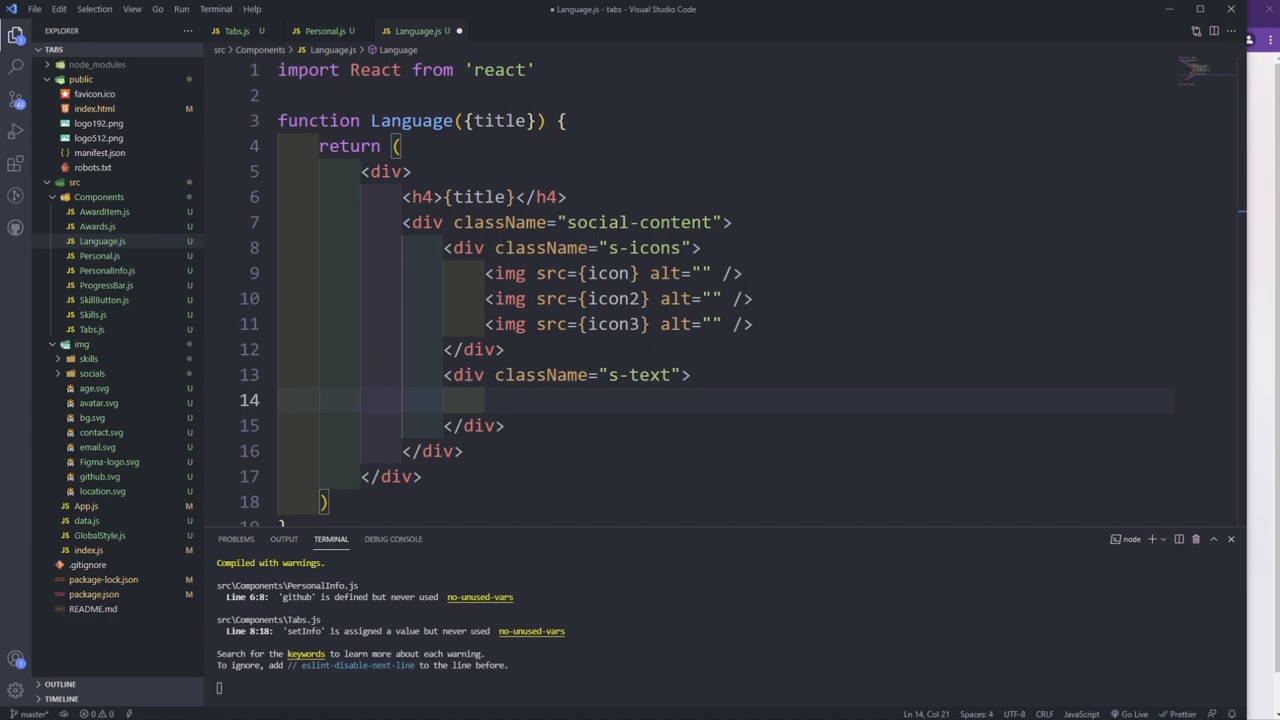 File Edit Selection View Go Run Terminal Help
● Language.js - tabs - Visual Studio Code
EXPLORER
TABS
node_modules
public
favicon.ico
index.html M
logo192.png
logo512.png
manifest.json
robots.txt
src
Components
AwardItem.js U
Awards.js U
Language.js U
Personal.js U
PersonalInfo.js U
ProgressBar.js U
SkillButton.js U
Skills.js U
Tabs.js U
img
skills
socials
age.svg U
avatar.svg U
bg.svg U
contact.svg U
email.svg U
Figma-logo.svg U
github.svg U
location.svg U
App.js M
data.js U
GlobalStyle.js U
index.js M
.gitignore
package-lock.json M
package.json M
README.md
OUTLINE
TIMELINE
JS Tabs.js U JS Personal.js U JS Language.js U ●
src > Components > JS Language.js > Language
1 import React from 'react'
2
3 function Language({title}) {
4 return (
5 <div>
6 <h4>{title}</h4>
7 <div className="social-content">
8 <div className="s-icons">
9 <img src={icon} alt="" />
10 <img src={icon2} alt="" />
11 <img src={icon3} alt="" />
12 </div>
13 <div className="s-text">
14
15 </div>
16 </div>
17 </div>
18 )
19 }
PROBLEMS OUTPUT TERMINAL DEBUG CONSOLE
node
Compiled with warnings.
src\Components\PersonalInfo.js
Line 6:8: 'github' is defined but never used no-unused-vars
src\Components\Tabs.js
Line 8:18: 'setInfo' is assigned a value but never used no-unused-vars
Search for the keywords to learn more about each warning.
To ignore, add // eslint-disable-next-line to the line before.
master* 0 0 Ln 14, Col 21 Spaces: 4 UTF-8 CRLF JavaScript Go Live Prettier